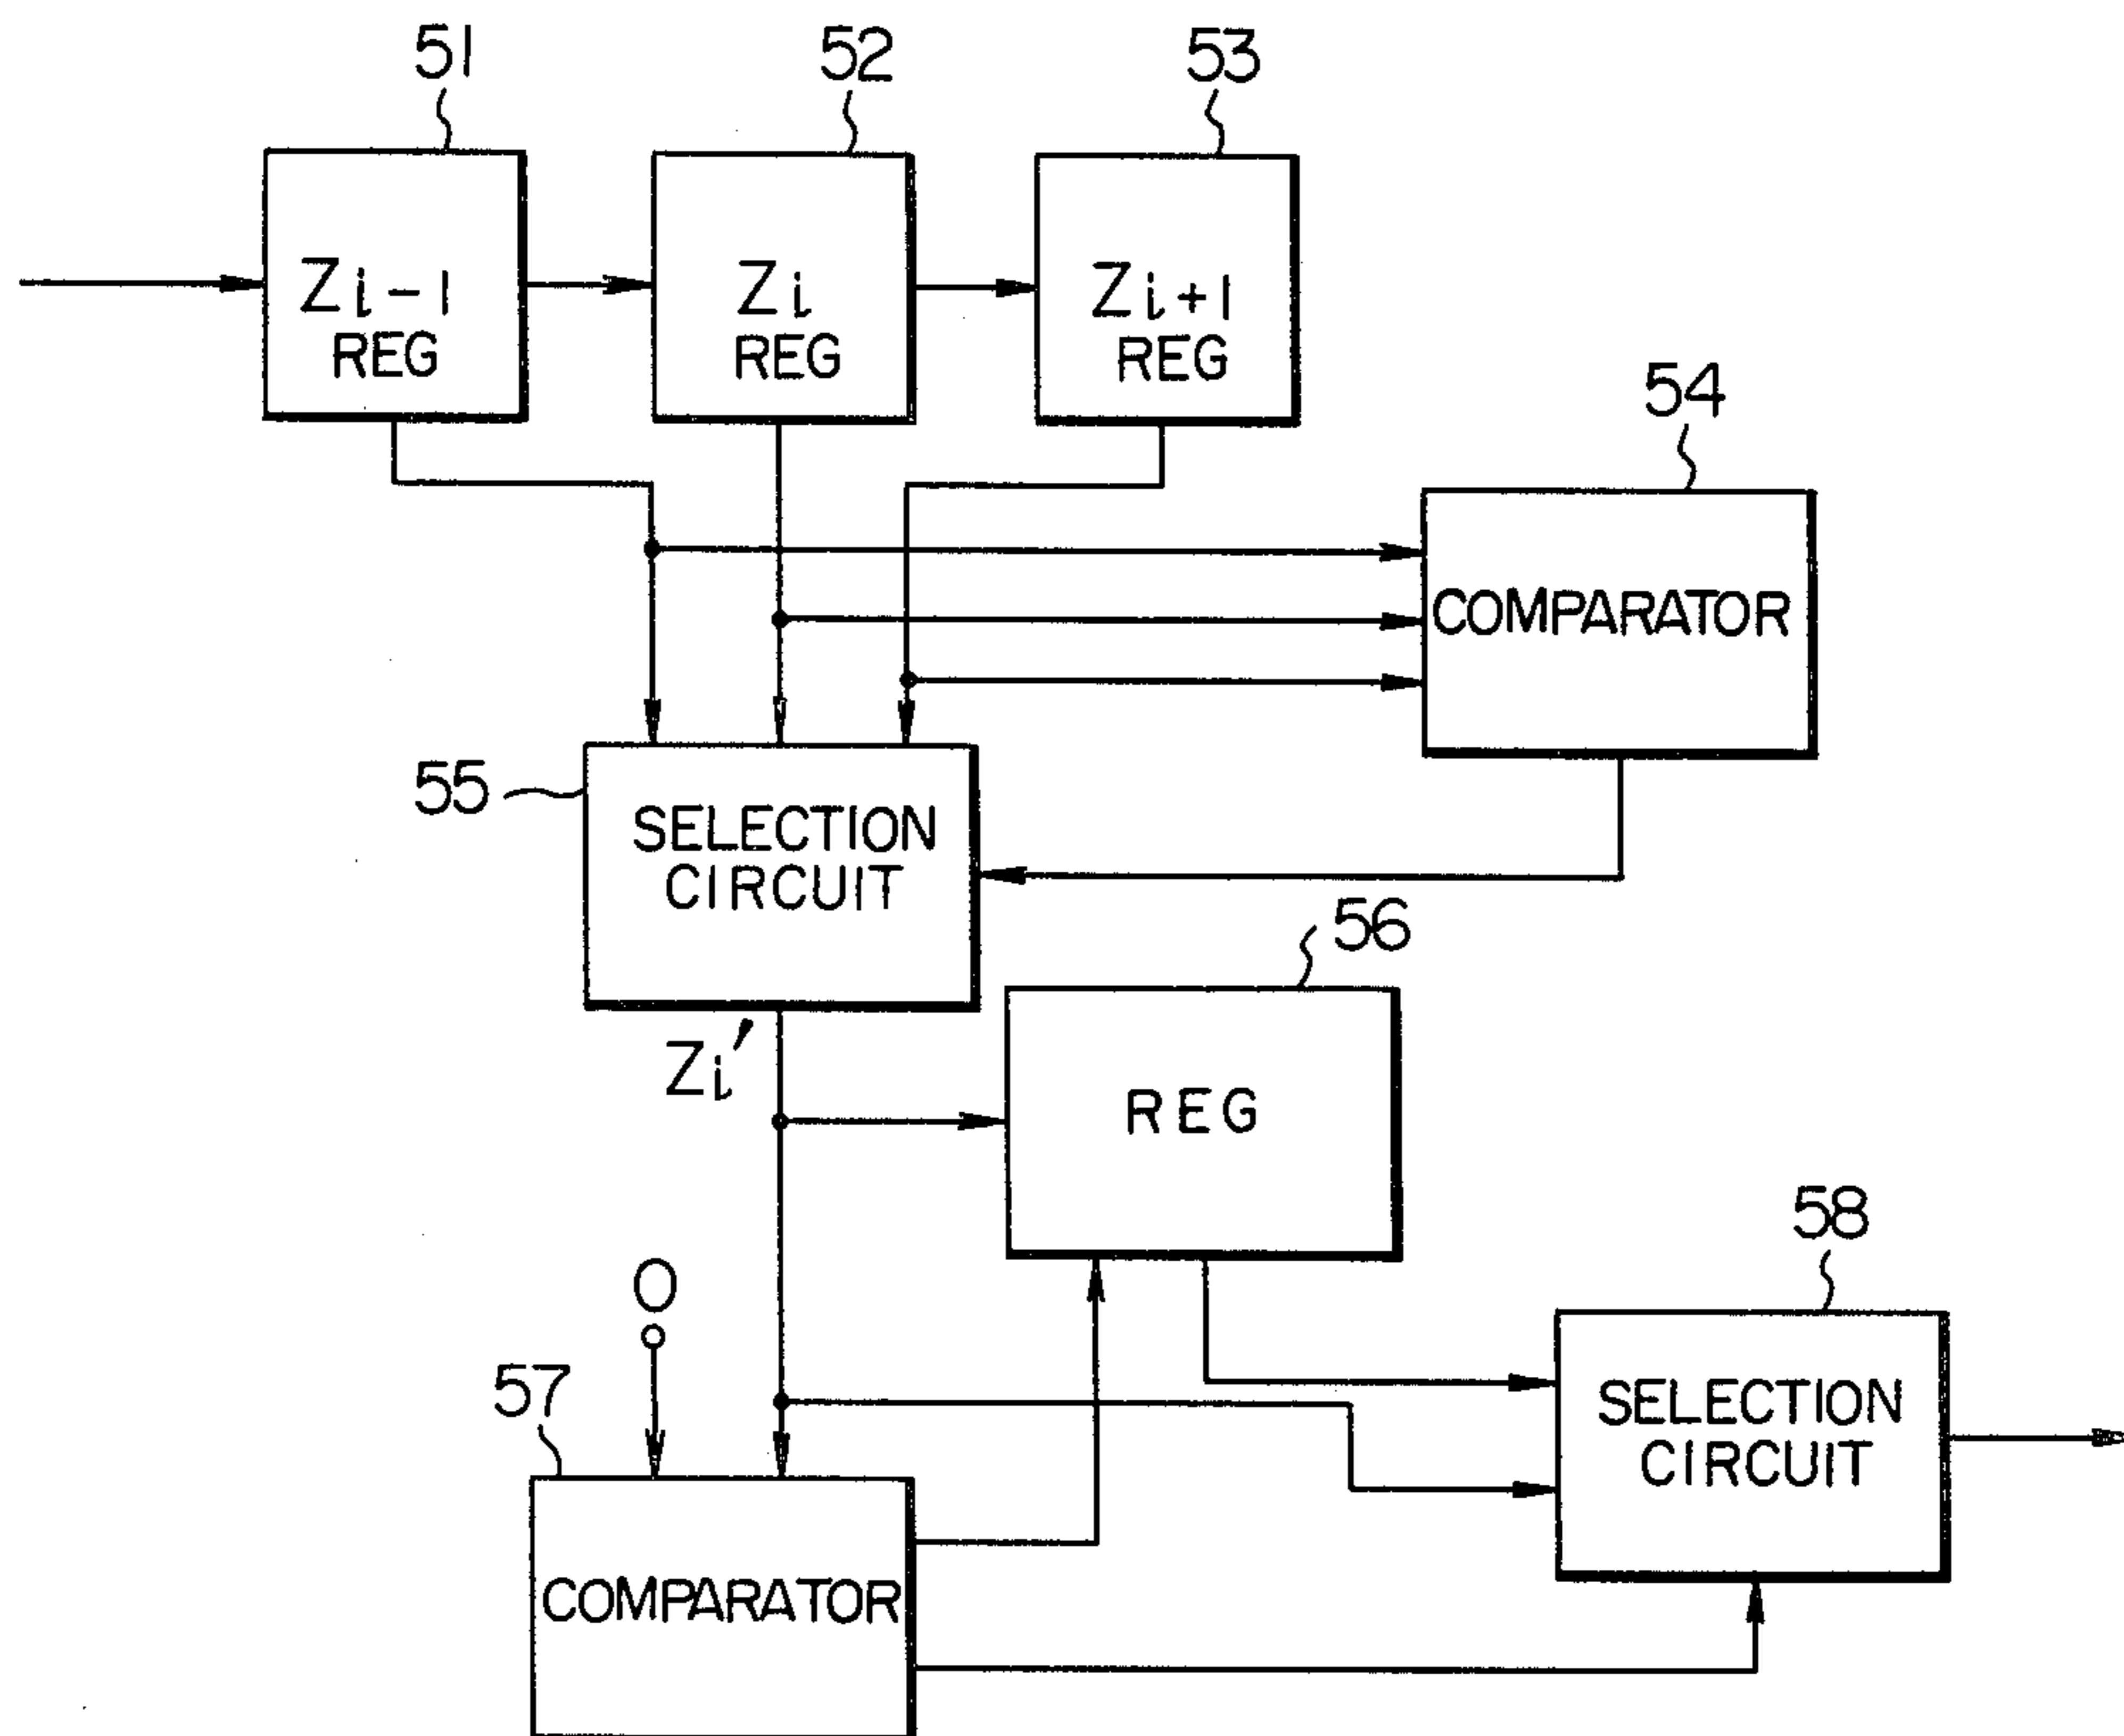 51
52
53
Zi-1
REG
Zi
REG
Zi+1
REG
54
COMPARATOR
55
SELECTION
CIRCUIT
56
Zi'
REG
58
0
57
SELECTION
CIRCUIT
COMPARATOR